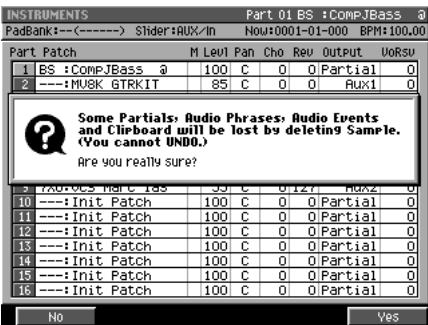 INSTRUMENTS Part 01 BS :CompJBass a
PadBank:--(------) Slider:AUX/In Now:0001-01-000 BPM:100.00
Part Patch M Levl Pan Cho Rev Output VoRsv
1 BS :CompJBass a 100 C 0 0 Partial 0
2 ---:MV8K GTRKIT 85 C 0 0 Aux1 0
Some Partials, Audio Phrases, Audio Events
and Clipboard will be lost by deleting Sample.
(You cannot UNDO.)
Are you really sure?
10 ---:Init Patch 100 C 0 0 Partial 0
11 ---:Init Patch 100 C 0 0 Partial 0
12 ---:Init Patch 100 C 0 0 Partial 0
13 ---:Init Patch 100 C 0 0 Partial 0
14 ---:Init Patch 100 C 0 0 Partial 0
15 ---:Init Patch 100 C 0 0 Partial 0
16 ---:Init Patch 100 C 0 0 Partial 0
No Yes